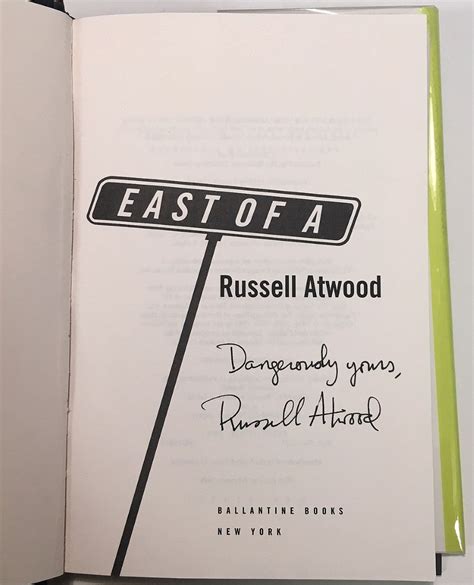 EAST OF A
Russell Atwood
Dangerously yours,
Russell Atwood
BALLANTINE BOOKS
NEW YORK